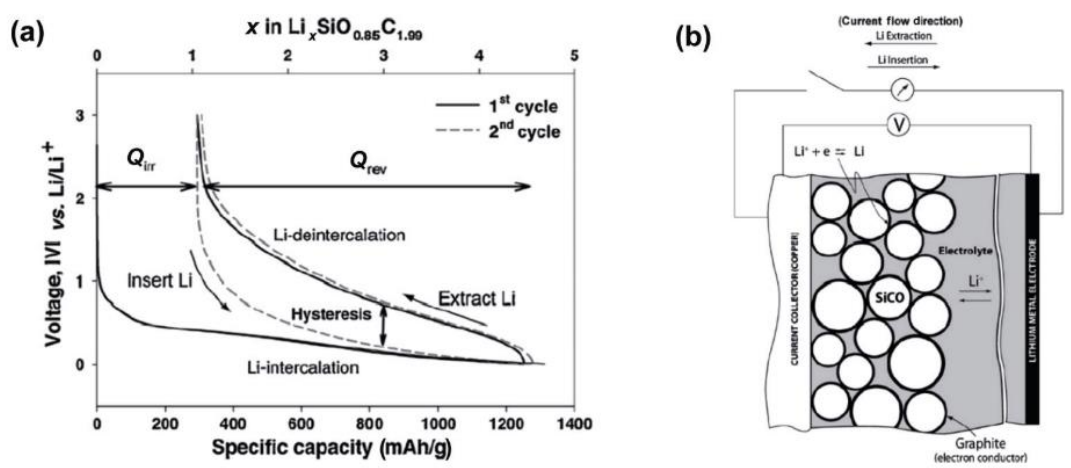 (a)
x in LixSiO0.85C1.99
0 1 2 3 4 5
3
2
1
0
Voltage, |V| vs. Li/Li+
1st cycle
2nd cycle
Qirr
Qrev
Li-deintercalation
Insert Li
Extract Li
Hysteresis
Li-intercalation
0 200 400 600 800 1000 1200 1400
Specific capacity (mAh/g)
(b)
(Current flow direction)
Li Extraction
Li Insertion
V
Li+ + e ⇌ Li
CURRENT COLLECTOR(COPPER)
SiCO
Electrolyte
Li+
LITHIUM METAL ELELCTRODE
Graphite
(electron conductor)